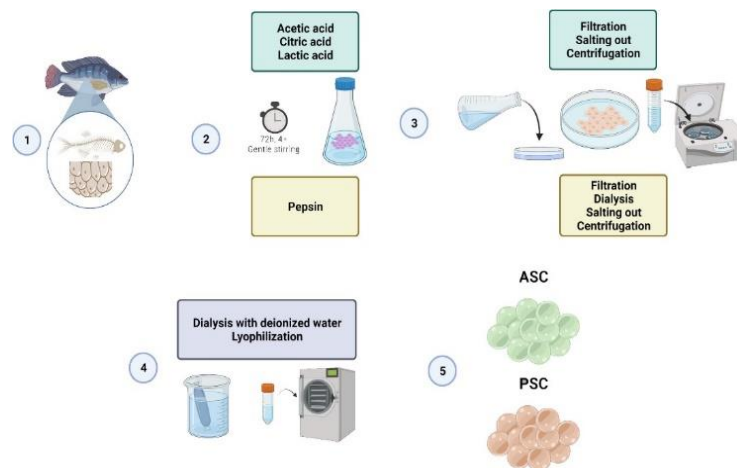 1
2
Acetic acid
Citric acid
Lactic acid
72h, 4°
Gentle stirring
Pepsin
3
Filtration
Salting out
Centrifugation
Filtration
Dialysis
Salting out
Centrifugation
4
Dialysis with deionized water
Lyophilization
5
ASC
PSC